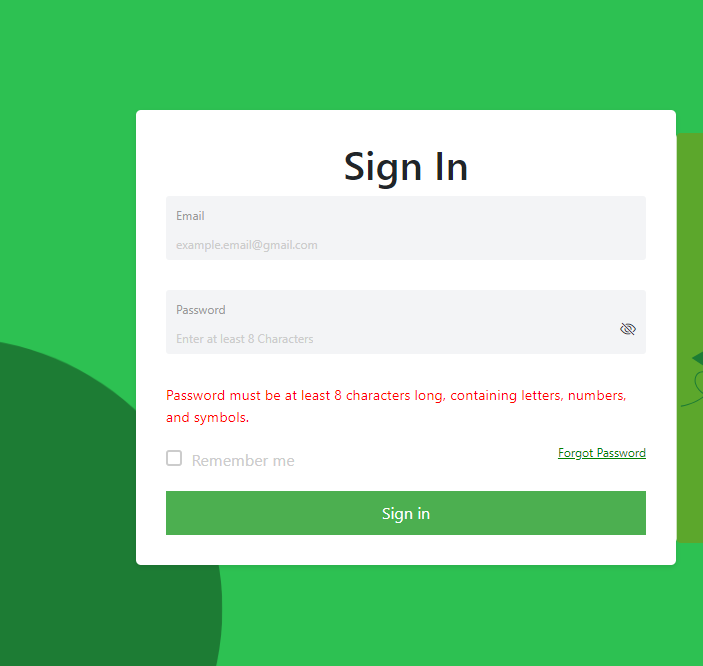 Sign In
Email
example.email@gmail.com
Password
Enter at least 8 Characters
Password must be at least 8 characters long, containing letters, numbers,
and symbols.
Remember me
Forgot Password
Sign in